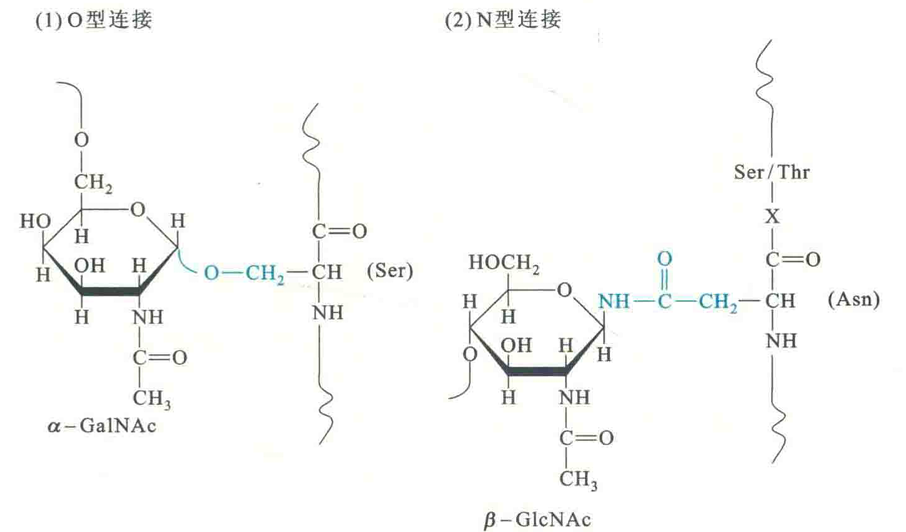 (1) O型连接
(2) N型连接
O
CH₂
HO
O
H
H
OH
H
H
H
NH
C=O
CH₃
α-GalNAc
O—CH₂—CH
C=O
NH
(Ser)
Ser/Thr
X
C=O
HOCH₂
O
H
H
NH—C—CH₂—CH
O
NH
(Asn)
O
OH
H
H
H
NH
C=O
CH₃
β-GlcNAc